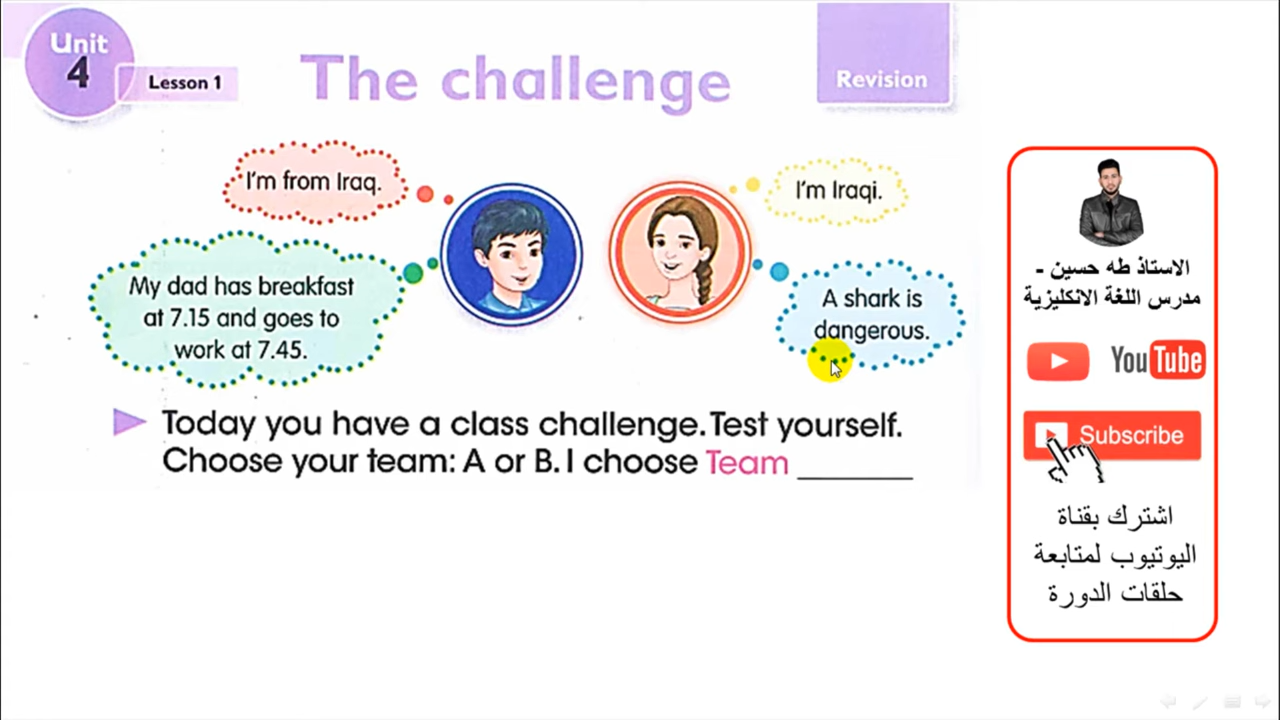 Unit
4
Lesson 1
The challenge
Revision
I'm from Iraq.
I'm Iraqi.
My dad has breakfast
at 7.15 and goes to
work at 7.45.
A shark is
dangerous.
Today you have a class challenge. Test yourself.
Choose your team: A or B. I choose Team ________
الاستاذ طه حسين -
مدرس اللغة الانكليزية
YouTube
Subscribe
اشترك بقناة
اليوتيوب لمتابعة
حلقات الدورة